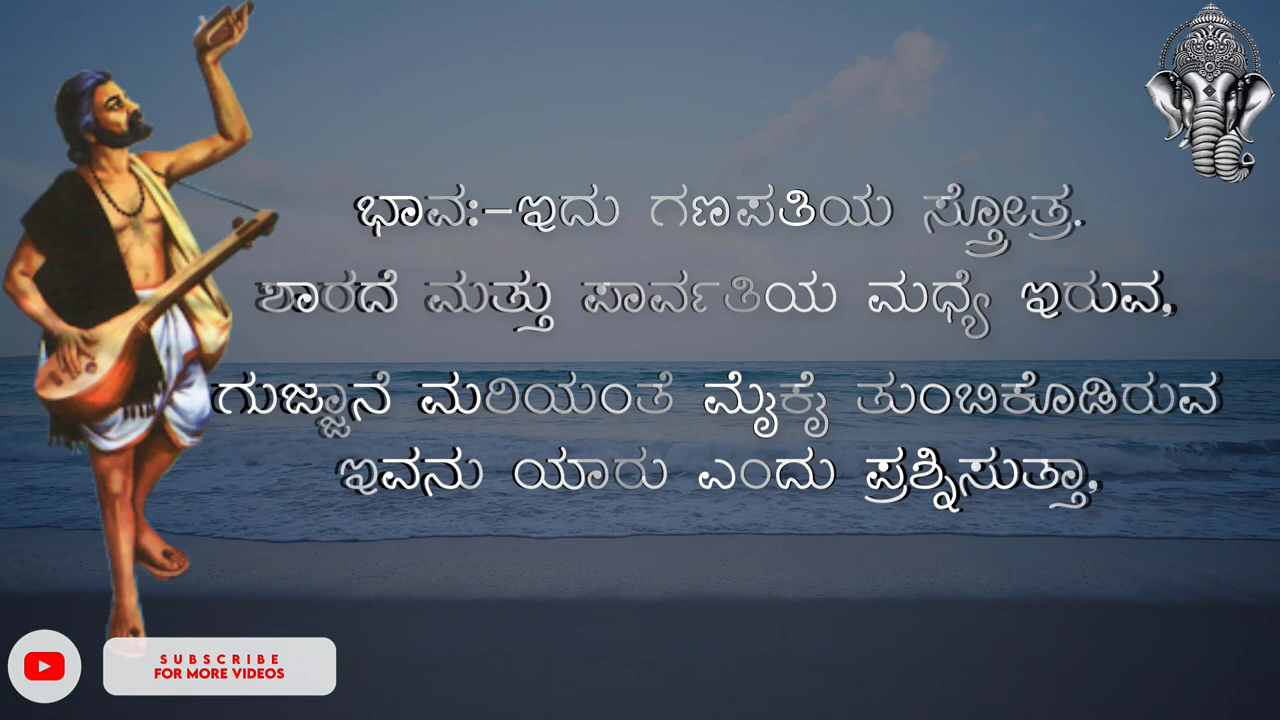 ಭಾವ:-ಇದು ಗಣಪತಿಯ ಸ್ತ್ರೋತ್ರ.
ಶಾರದೆ ಮತ್ತು ಪಾರ್ವತಿಯ ಮಧ್ಯೆ ಇರುವ,
ಗುಜ್ಜಾನೆ ಮರಿಯಂತೆ ಮೈಕೈ ತುಂಬಿಕೊಡಿರುವ
ಇವನು ಯಾರು ಎಂದು ಪ್ರಶ್ನಿಸುತ್ತಾ,
SUBSCRIBE
FOR MORE VIDEOS